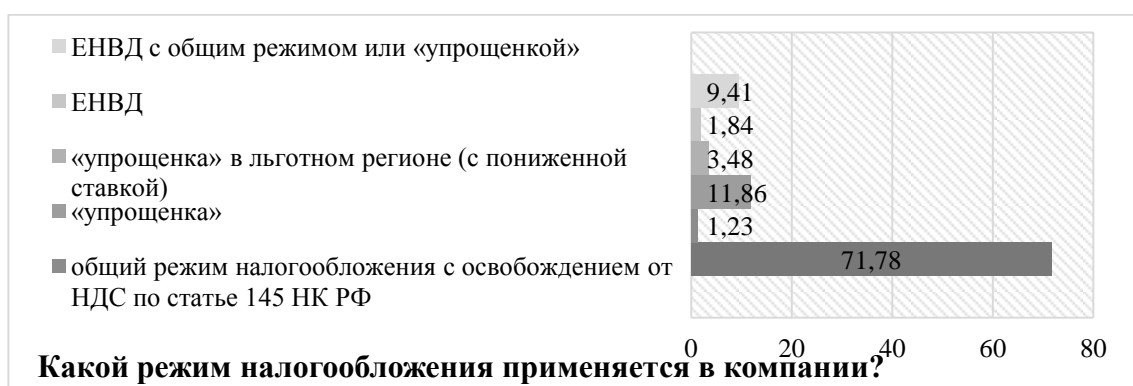 ЕНВД с общим режимом или «упрощенкой»
ЕНВД
«упрощенка» в льготном регионе (с пониженной
ставкой)
«упрощенка»
общий режим налогообложения с освобождением от
НДС по статье 145 НК РФ
9,41
1,84
3,48
11,86
1,23
71,78
0 20 40 60 80
Какой режим налогообложения применяется в компании?